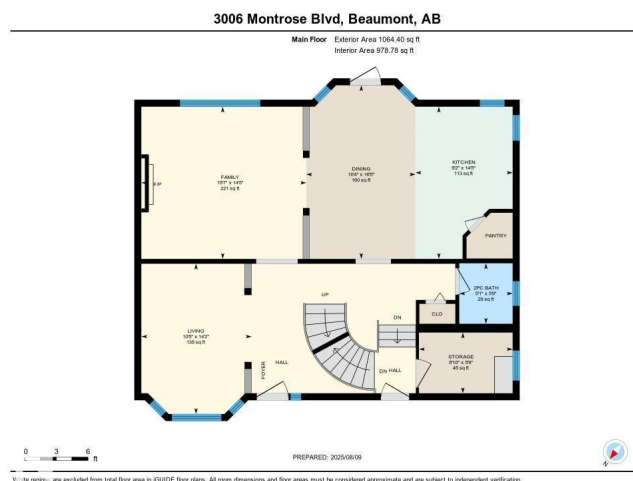 3006 Montrose Blvd, Beaumont, AB
Main Floor Exterior Area 1064.40 sq ft
Interior Area 978.78 sq ft
FAMILY
15'7" x 14'5"
221 sq ft
F/P
DINING
10'4" x 16'5"
160 sq ft
KITCHEN
9'2" x 14'5"
113 sq ft
PANTRY
2PC BATH
5'1" x 5'9"
29 sq ft
UP
DN
CLO
LIVING
10'5" x 14'2"
138 sq ft
FOYER
HALL
DN
HALL
STORAGE
8'10" x 5'9"
45 sq ft
0 3 6
ft
PREPARED: 2025/08/09
N
White regions are excluded from total floor area in iGUIDE floor plans. All room dimensions and floor areas must be considered approximate and are subject to independent verification.